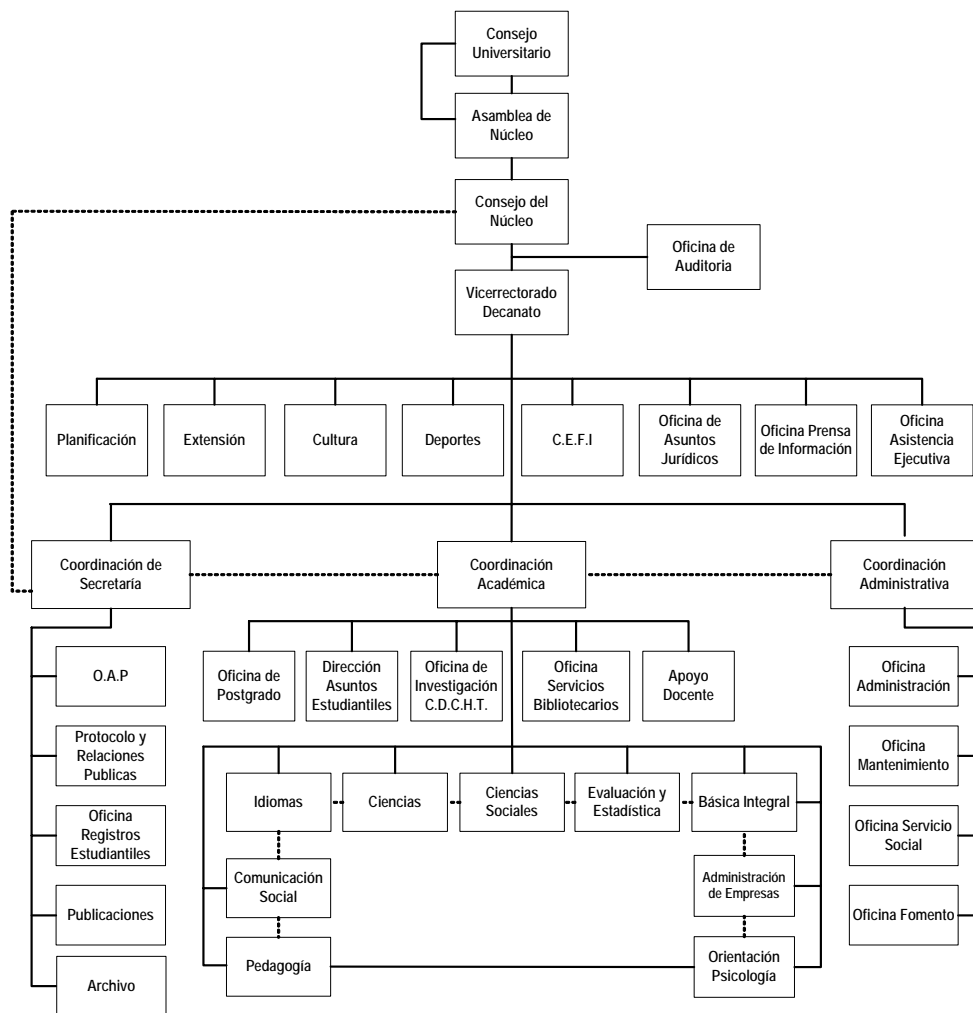 Consejo
Universitario
Asamblea de
Núcleo
Consejo del
Núcleo
Oficina de
Auditoria
Vicerrectorado
Decanato
Planificación
Extensión
Cultura
Deportes
C.E.F.I
Oficina de
Asuntos
Jurídicos
Oficina Prensa
de Información
Oficina
Asistencia
Ejecutiva
Coordinación de
Secretaría
Coordinación
Académica
Coordinación
Administrativa
O.A.P
Protocolo y
Relaciones
Publicas
Oficina
Registros
Estudiantiles
Publicaciones
Archivo
Oficina de
Postgrado
Dirección
Asuntos
Estudiantiles
Oficina de
Investigación
C.D.C.H.T.
Oficina
Servicios
Bibliotecarios
Apoyo
Docente
Idiomas
Ciencias
Ciencias
Sociales
Evaluación y
Estadística
Básica Integral
Comunicación
Social
Administración
de Empresas
Pedagogía
Orientación
Psicología
Oficina
Administración
Oficina
Mantenimiento
Oficina Servicio
Social
Oficina Fomento